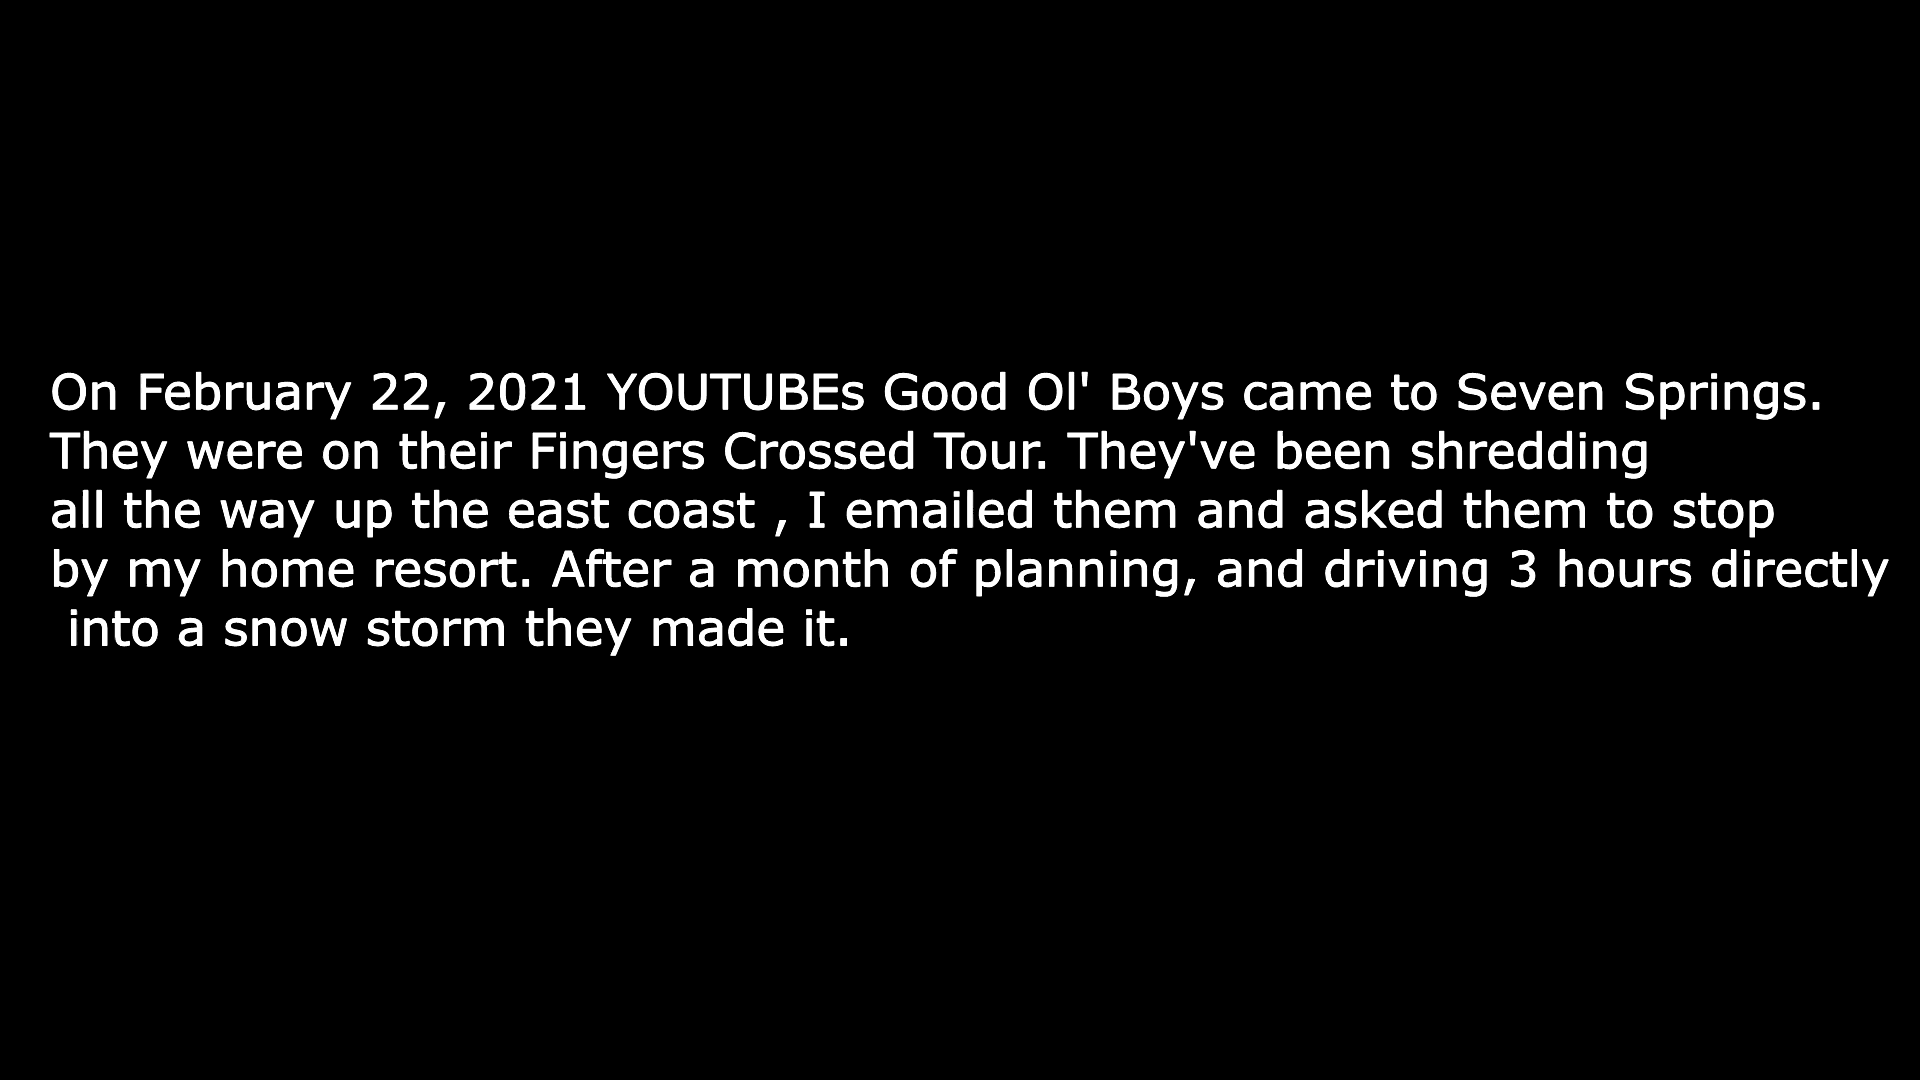 On February 22, 2021 YOUTUBEs Good Ol' Boys came to Seven Springs.
They were on their Fingers Crossed Tour. They've been shredding
all the way up the east coast , I emailed them and asked them to stop
by my home resort. After a month of planning, and driving 3 hours directly
into a snow storm they made it.